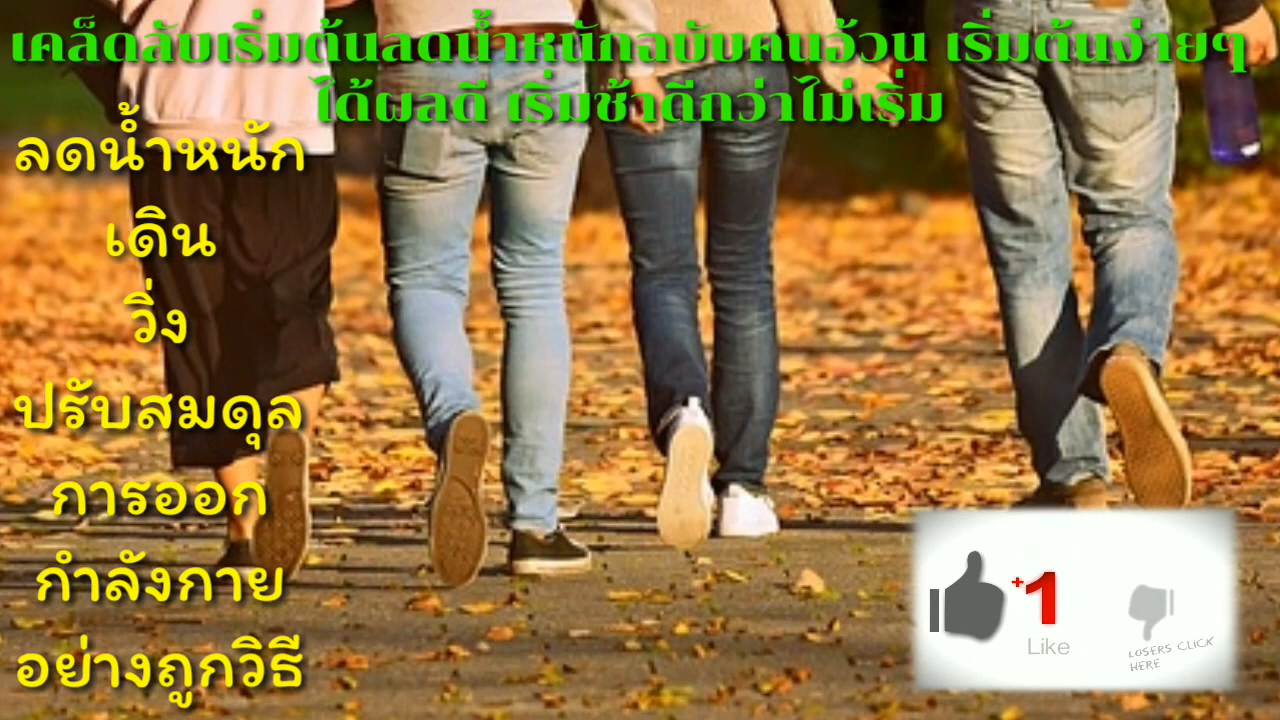 เคล็ดลับเริ่มต้นลดน้ำหนักฉบับคนอ้วน เริ่มต้นง่ายๆ
ได้ผลดี เริ่มช้าดีกว่าไม่เริ่ม
ลดน้ำหนัก
เดิน
วิ่ง
ปรับสมดุล
การออก
กำลังกาย
อย่างถูกวิธี
+1
Like
LOSERS CLICK
HERE